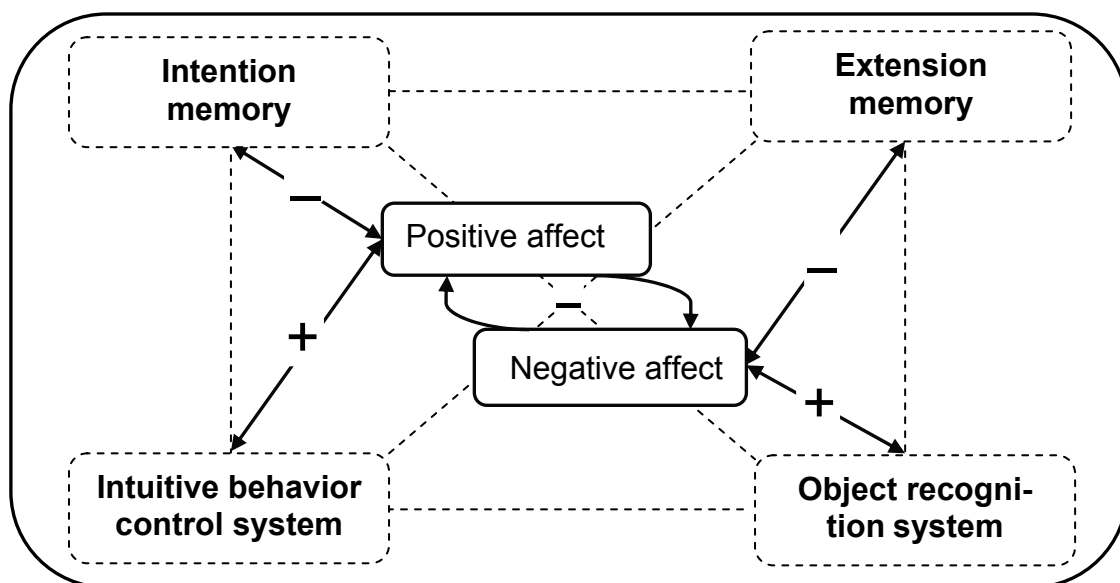 Intention
memory
Extension
memory
−
Positive affect
−
−
+
Negative affect
+
Intuitive behavior
control system
Object recogni-
tion system